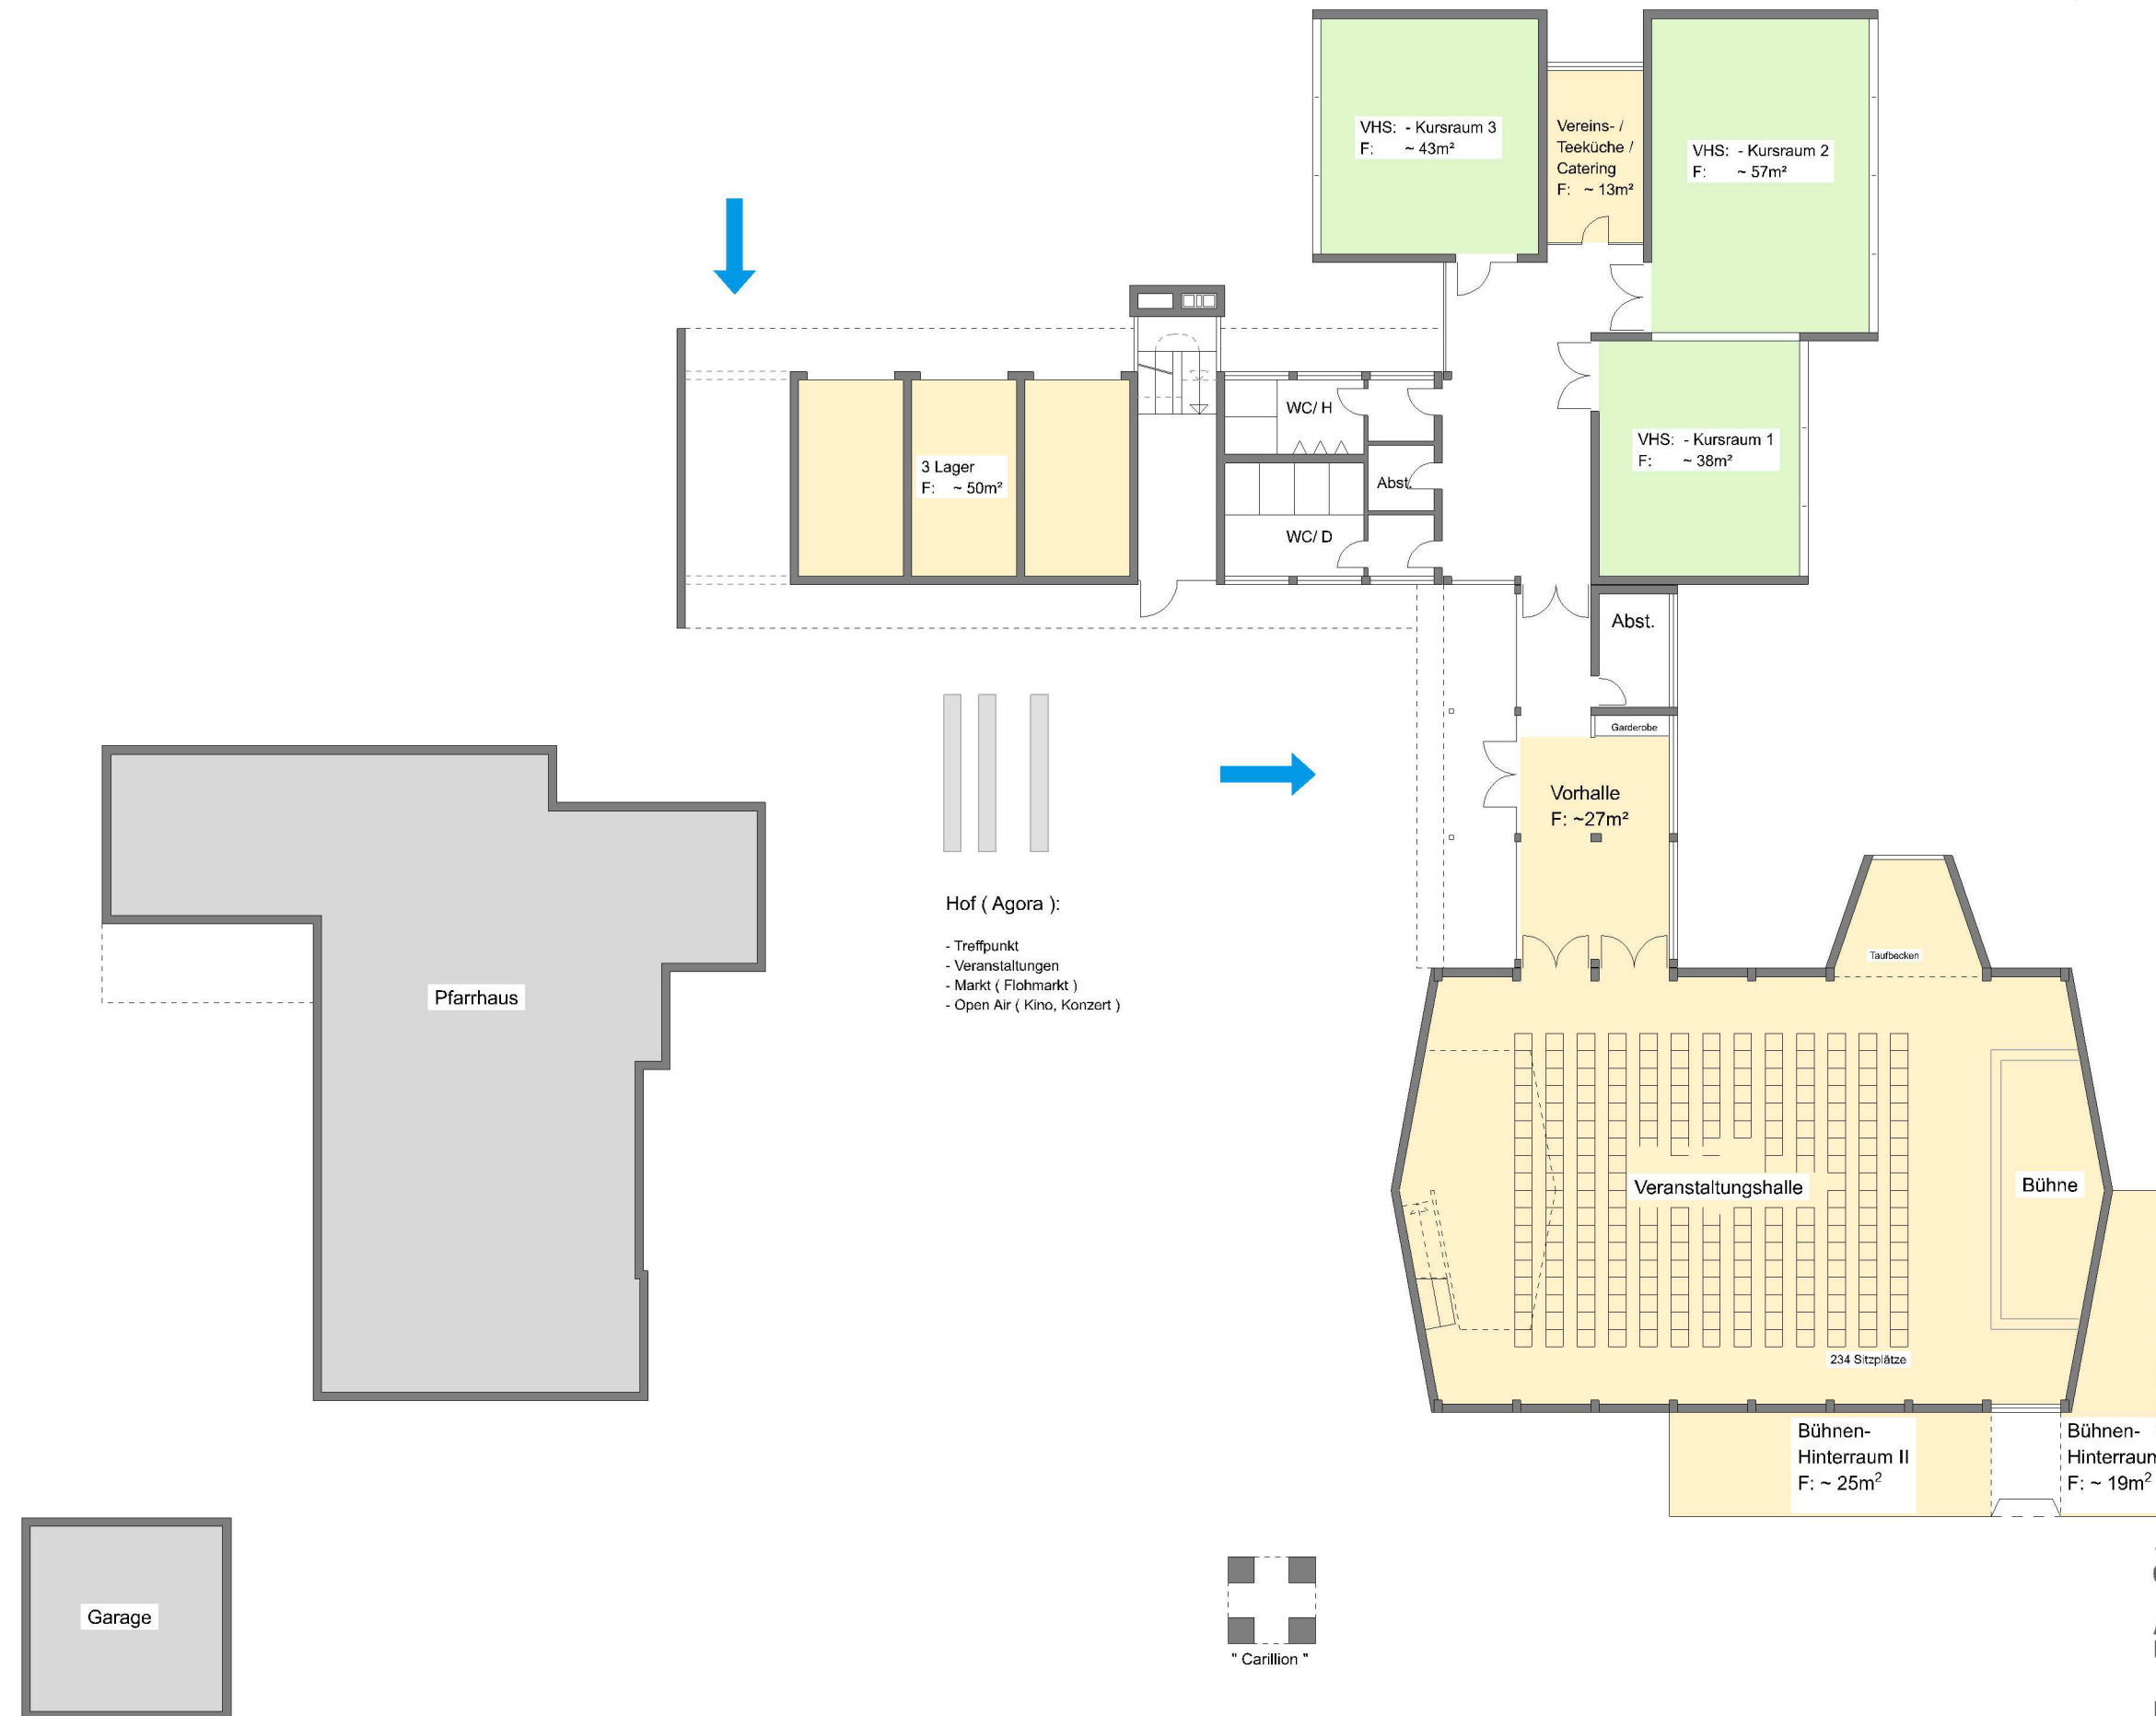 VHS: - Kursraum 3
F: ~ 43m²
Vereins- /
Teeküche /
Catering
F: ~ 13m²
VHS: - Kursraum 2
F: ~ 57m²
WC/ H
3 Lager
F: ~ 50m²
Abst.
WC/ D
VHS: - Kursraum 1
F: ~ 38m²
Abst.
Garderobe
Vorhalle
F: ~27m²
Hof ( Agora ):
- Treffpunkt
- Veranstaltungen
- Markt ( Flohmarkt )
- Open Air ( Kino, Konzert )
Pfarrhaus
Taufbecken
Veranstaltungshalle
Bühne
234 Sitzplätze
Bühnen-
Hinterraum II
F: ~ 25m²
Bühnen-
Hinterraum
F: ~ 19m²
Garage
" Carillion "